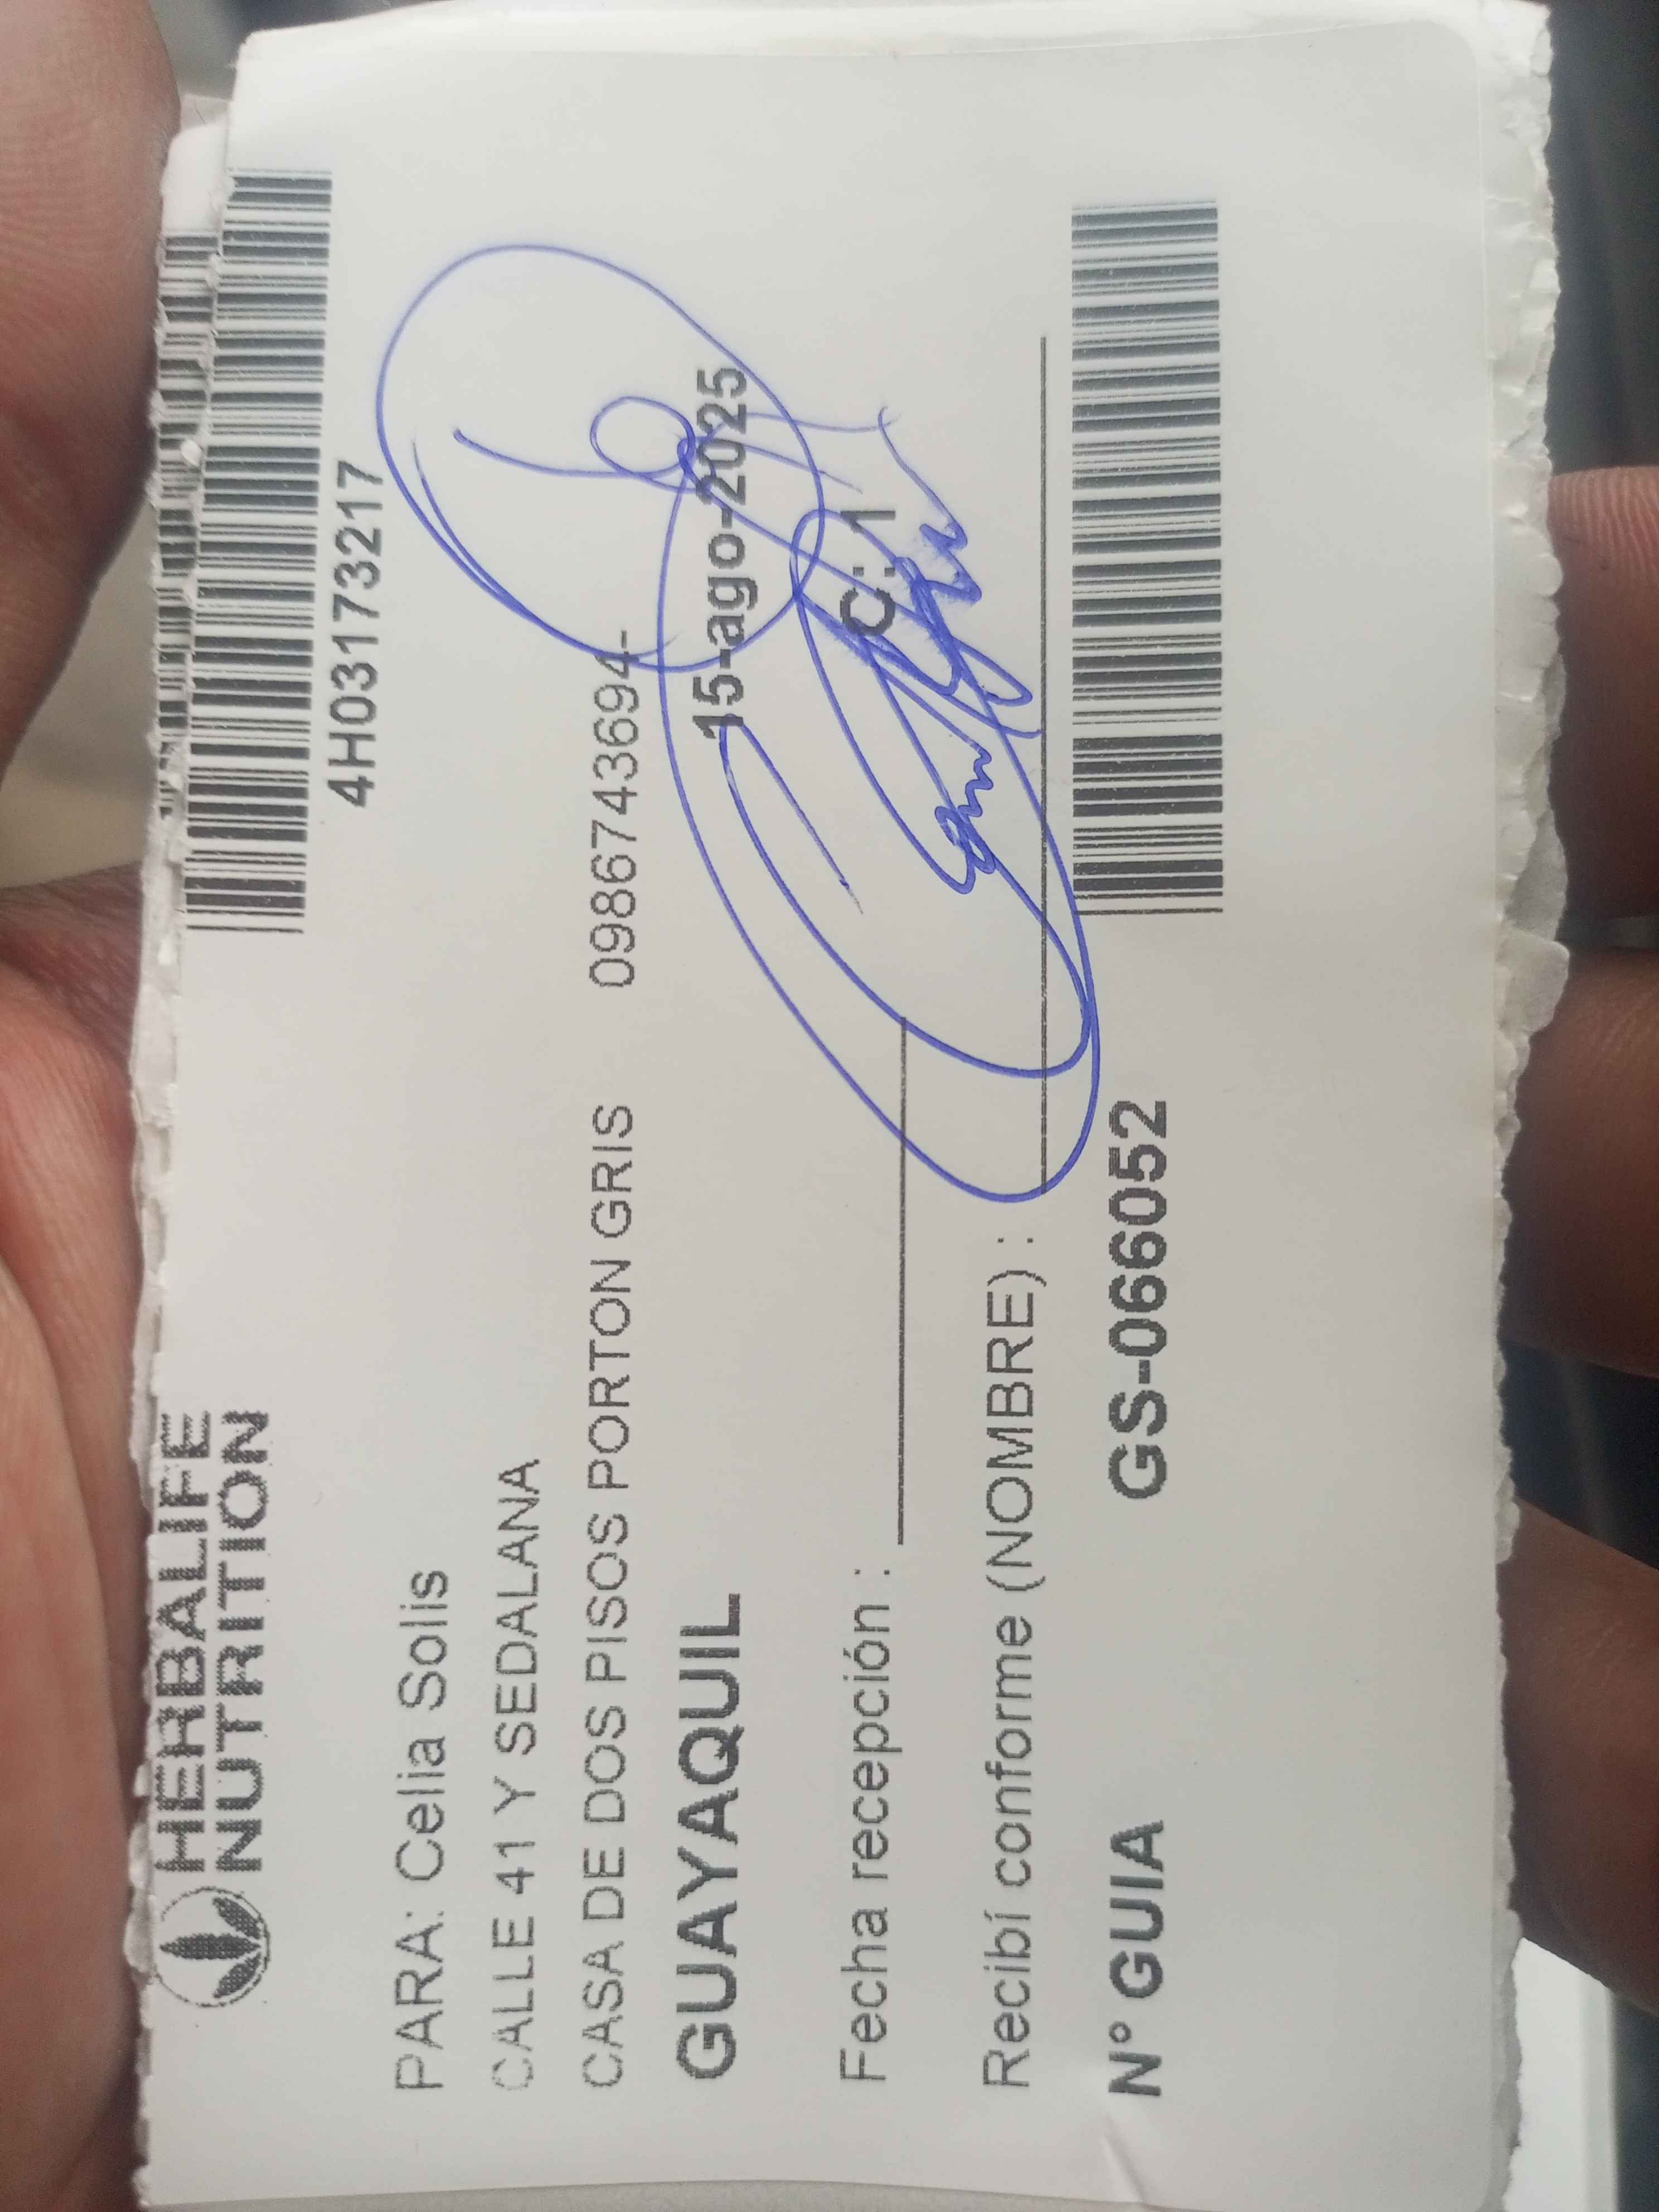 HERBALIFE
NUTRITION
4H03173217
PARA: Celia Solis
CALLE 41 Y SEDALANA
CASA DE DOS PISOS PORTON GRIS 0986743694-
GUAYAQUIL 15-ago-2025
Fecha recepción : C: 1
Recibí conforme (NOMBRE) :
N° GUIA GS-066052